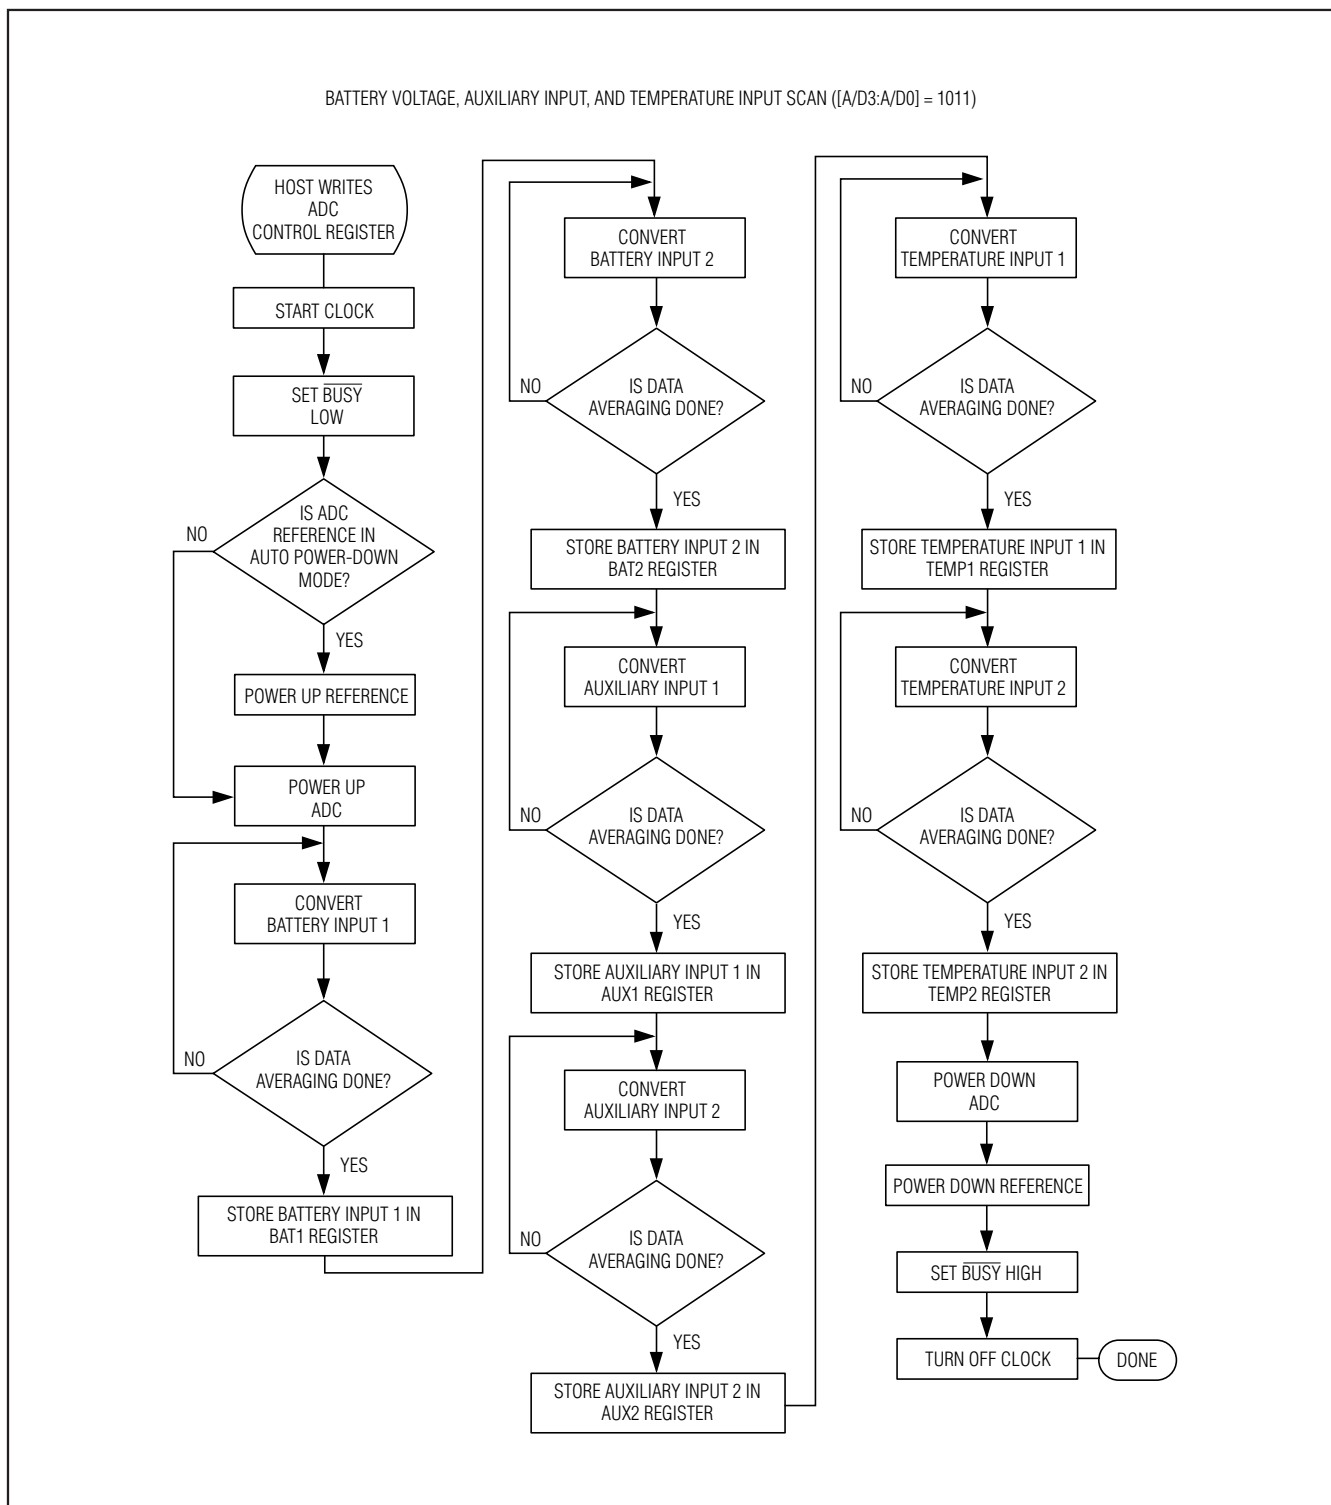 BATTERY VOLTAGE, AUXILIARY INPUT, AND TEMPERATURE INPUT SCAN ([A/D3:A/D0] = 1011)
HOST WRITES
ADC
CONTROL REGISTER
START CLOCK
SET BUSY
LOW
IS ADC
REFERENCE IN
AUTO POWER-DOWN
MODE?
NO
YES
POWER UP REFERENCE
POWER UP
ADC
CONVERT
BATTERY INPUT 1
IS DATA
AVERAGING DONE?
NO
YES
STORE BATTERY INPUT 1 IN
BAT1 REGISTER
CONVERT
BATTERY INPUT 2
IS DATA
AVERAGING DONE?
NO
YES
STORE BATTERY INPUT 2 IN
BAT2 REGISTER
CONVERT
AUXILIARY INPUT 1
IS DATA
AVERAGING DONE?
NO
YES
STORE AUXILIARY INPUT 1 IN
AUX1 REGISTER
CONVERT
AUXILIARY INPUT 2
IS DATA
AVERAGING DONE?
NO
YES
STORE AUXILIARY INPUT 2 IN
AUX2 REGISTER
CONVERT
TEMPERATURE INPUT 1
IS DATA
AVERAGING DONE?
NO
YES
STORE TEMPERATURE INPUT 1 IN
TEMP1 REGISTER
CONVERT
TEMPERATURE INPUT 2
IS DATA
AVERAGING DONE?
NO
YES
STORE TEMPERATURE INPUT 2 IN
TEMP2 REGISTER
POWER DOWN
ADC
POWER DOWN REFERENCE
SET BUSY HIGH
TURN OFF CLOCK
DONE